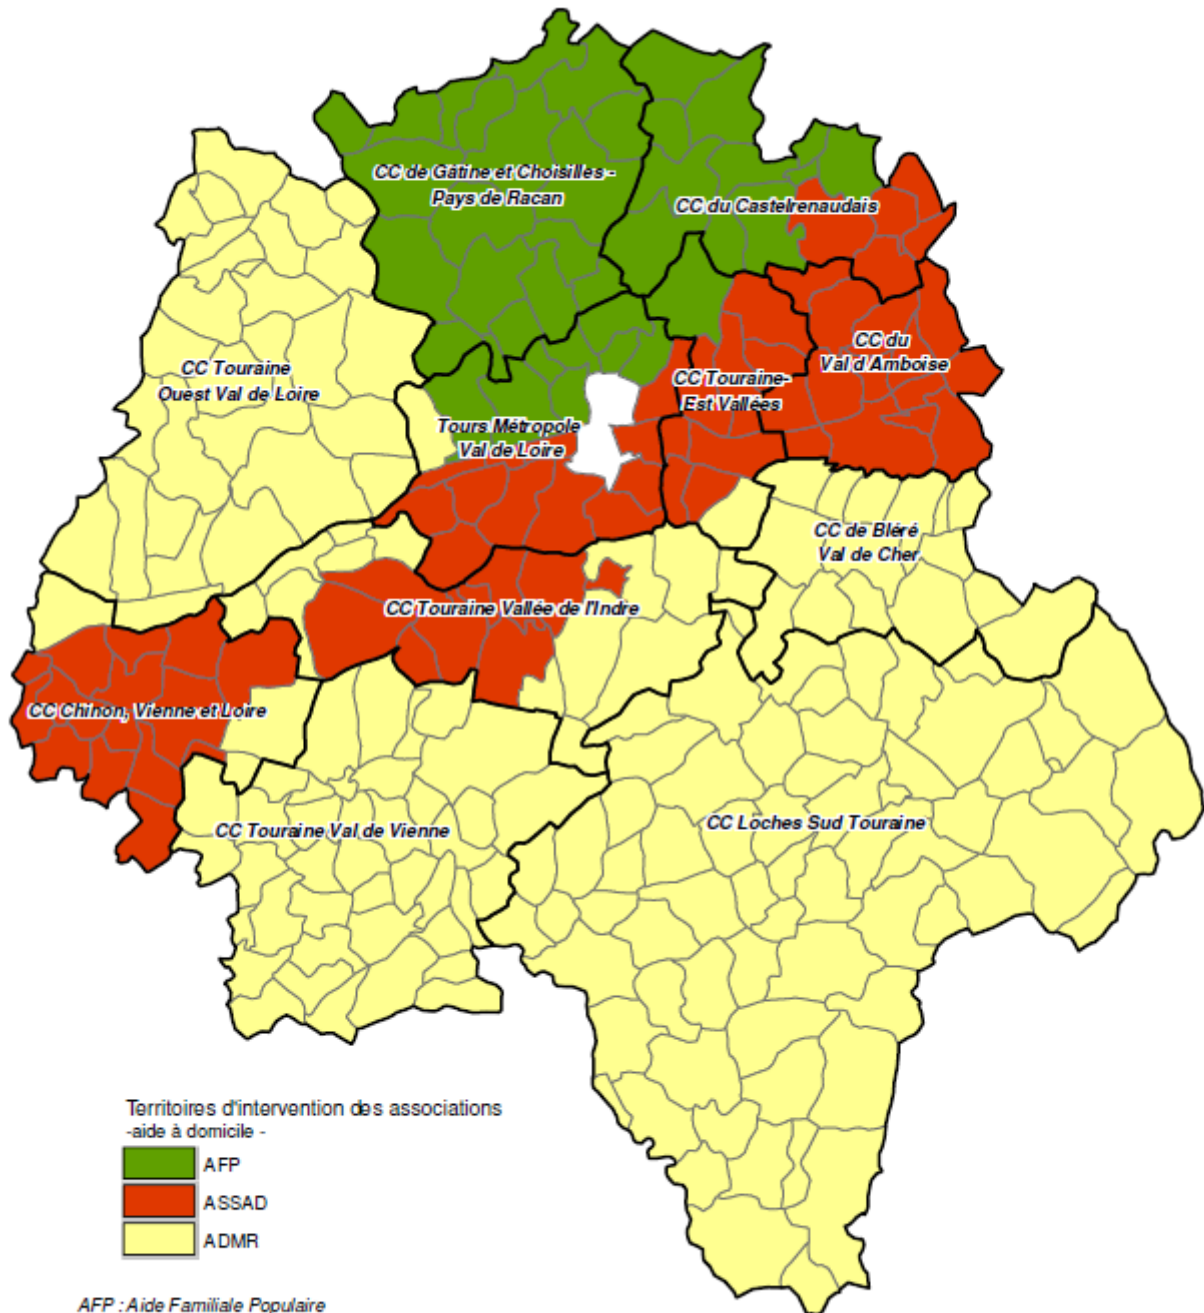 CC de Gâtine et Choisilles -
Pays de Racan
CC du Castelrenaudais
CC du
Val d'Amboise
CC Touraine
Ouest Val de Loire
CC Touraine-
Est Vallées
Tours Métropole
Val de Loire
CC de Bléré
Val de Cher
CC Touraine Vallée de l'Indre
CC Chinon, Vienne et Loire
CC Touraine Val de Vienne
CC Loches Sud Touraine
Territoires d'intervention des associations
-aide à domicile -
AFP
ASSAD
ADMR
AFP : Aide Familiale Populaire